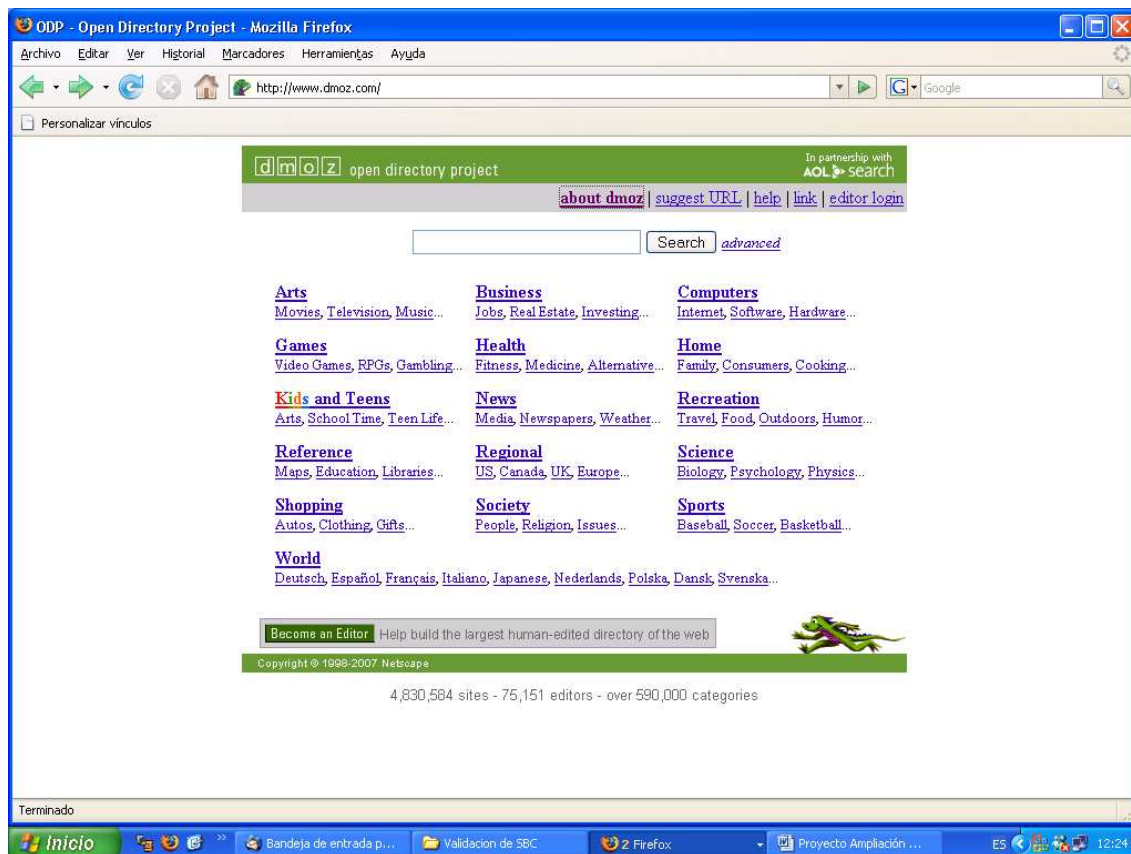 ODP - Open Directory Project - Mozilla Firefox
Archivo Editar Ver Historial Marcadores Herramientas Ayuda
http://www.dmoz.com/ G Google
Personalizar vínculos
dmoz open directory project
In partnership with
AOL search
about dmoz | suggest URL | help | link | editor login
Search advanced
Arts
Movies, Television, Music...
Business
Jobs, Real Estate, Investing...
Computers
Internet, Software, Hardware...
Games
Video Games, RPGs, Gambling...
Health
Fitness, Medicine, Alternative...
Home
Family, Consumers, Cooking...
Kids and Teens
Arts, School Time, Teen Life...
News
Media, Newspapers, Weather...
Recreation
Travel, Food, Outdoors, Humor...
Reference
Maps, Education, Libraries...
Regional
US, Canada, UK, Europe...
Science
Biology, Psychology, Physics...
Shopping
Autos, Clothing, Gifts...
Society
People, Religion, Issues...
Sports
Baseball, Soccer, Basketball...
World
Deutsch, Español, Français, Italiano, Japanese, Nederlands, Polska, Dansk, Svenska...
Become an Editor Help build the largest human-edited directory of the web
Copyright © 1998-2007 Netscape
4,830,584 sites - 75,151 editors - over 590,000 categories
Terminado
Inicio » Bandeja de entrada p... Validacion de SBC 2 Firefox Proyecto Ampliación ... ES 12:24